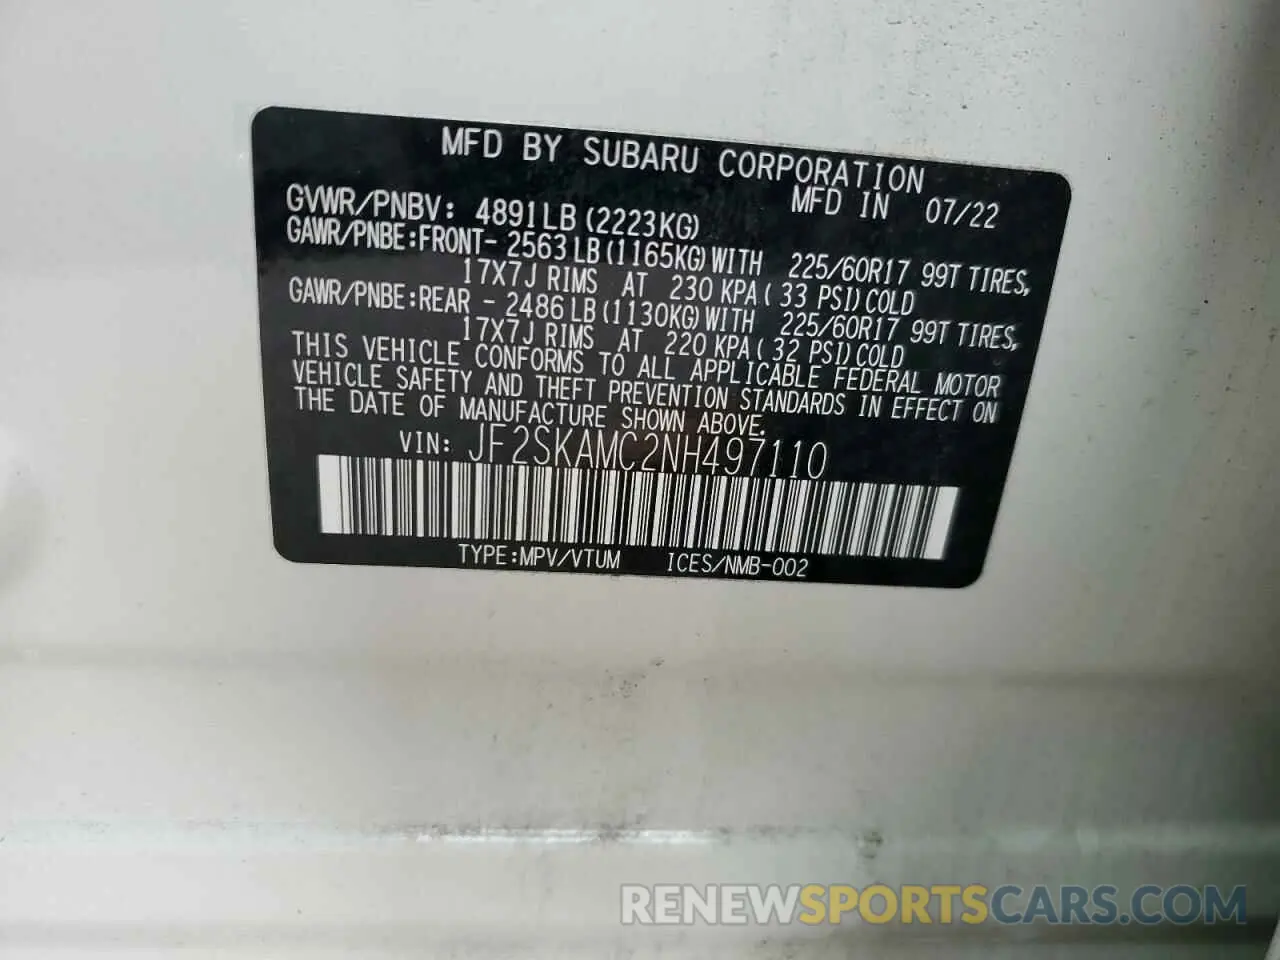 MFD BY SUBARU CORPORATION
MFD IN 07/22
GVWR/PNBV: 4891LB (2223KG)
GAWR/PNBE:FRONT- 2563LB(1165KG)WITH 225/60R17 99T TIRES,
17X7J RIMS AT 230 KPA( 33 PSI)COLD
GAWR/PNBE:REAR - 2486LB(1130KG)WITH 225/60R17 99T TIRES,
17X7J RIMS AT 220 KPA( 32 PSI)COLD
THIS VEHICLE CONFORMS TO ALL APPLICABLE FEDERAL MOTOR
VEHICLE SAFETY AND THEFT PREVENTION STANDARDS IN EFFECT ON
THE DATE OF MANUFACTURE SHOWN ABOVE.
VIN: JF2SKAMC2NH497110
TYPE:MPV/VTUM ICES/NMB-002
RENEWSPORTSCARS.COM